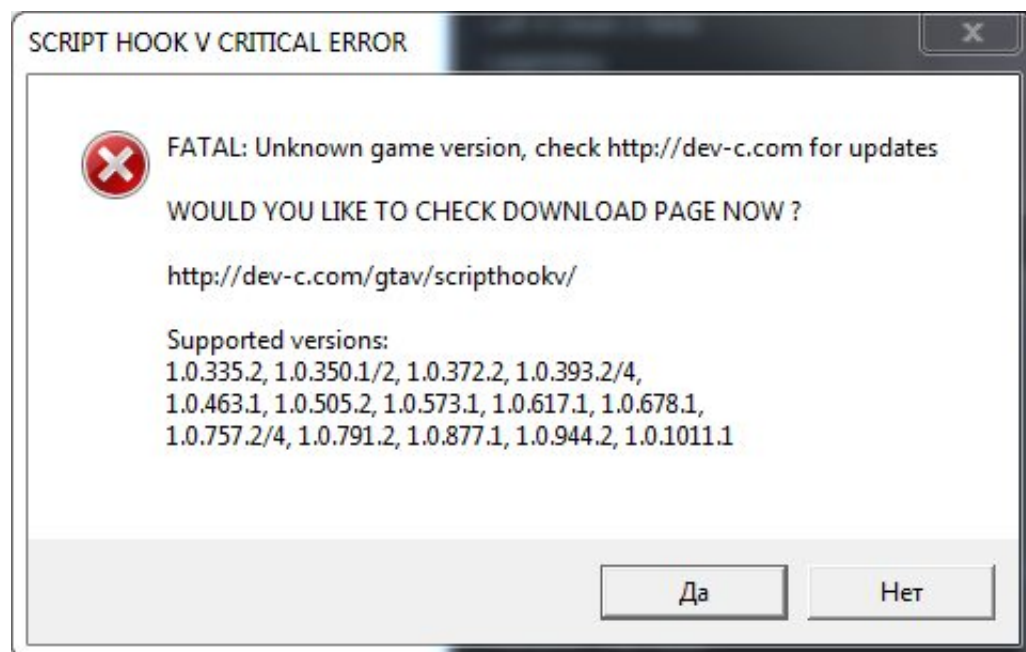 SCRIPT HOOK V CRITICAL ERROR
FATAL: Unknown game version, check http://dev-c.com for updates
WOULD YOU LIKE TO CHECK DOWNLOAD PAGE NOW ?
http://dev-c.com/gtav/scripthookv/
Supported versions:
1.0.335.2, 1.0.350.1/2, 1.0.372.2, 1.0.393.2/4,
1.0.463.1, 1.0.505.2, 1.0.573.1, 1.0.617.1, 1.0.678.1,
1.0.757.2/4, 1.0.791.2, 1.0.877.1, 1.0.944.2, 1.0.1011.1
Да Нет